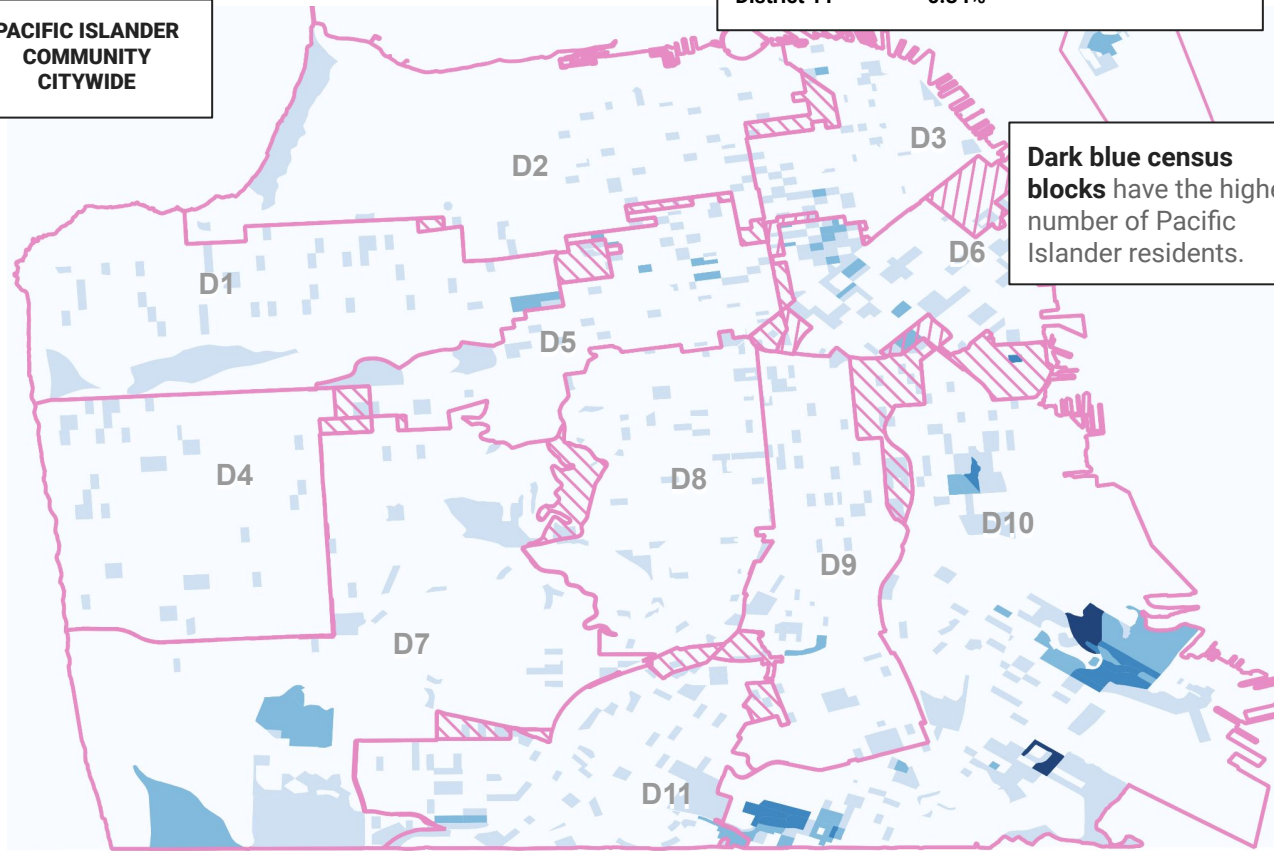 PACIFIC ISLANDER
COMMUNITY
CITYWIDE
Dark blue census
blocks have the highe
number of Pacific
Islander residents.
D1
D2
D3
D4
D5
D6
D7
D8
D9
D10
D11